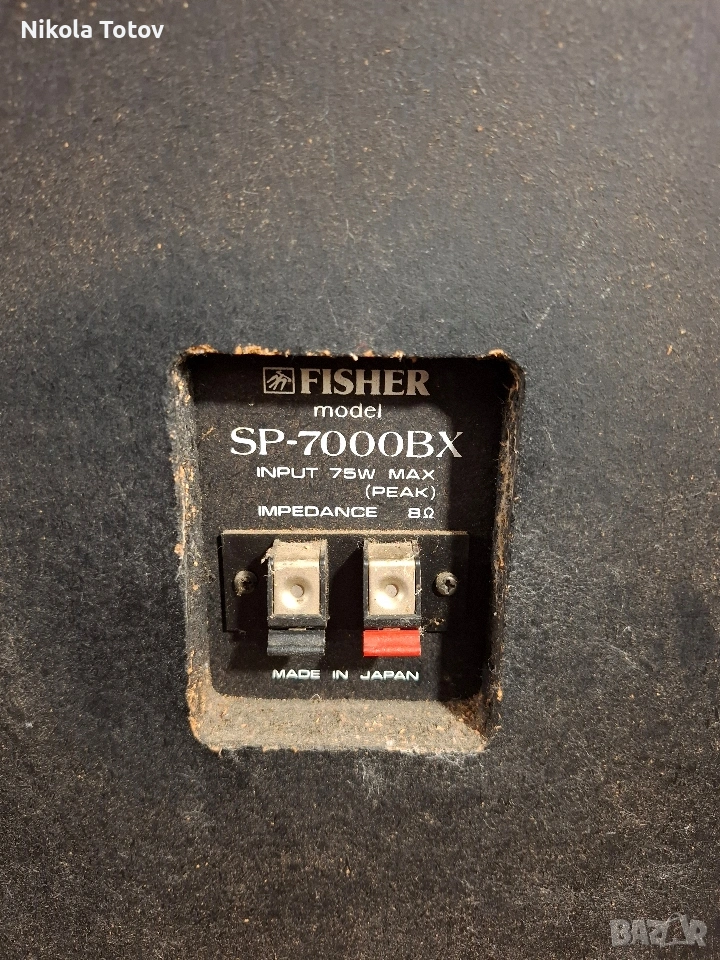 Nikola Totov
FISHER
model
SP-7000BX
INPUT 75W MAX
(PEAK)
IMPEDANCE 8Ω
MADE IN JAPAN
BAZAR